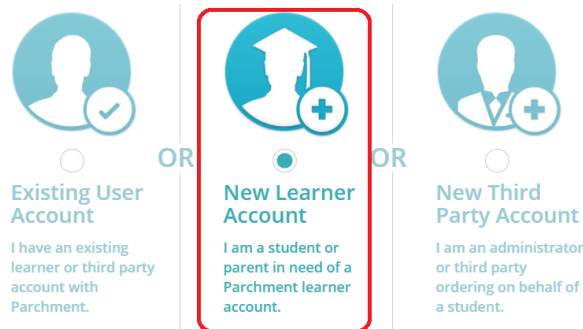 OR
OR
Existing User
Account
I have an existing
learner or third party
account with
Parchment.
New Learner
Account
I am a student or
parent in need of a
Parchment learner
account.
New Third
Party Account
I am an administrator
or third party
ordering on behalf of
a student.